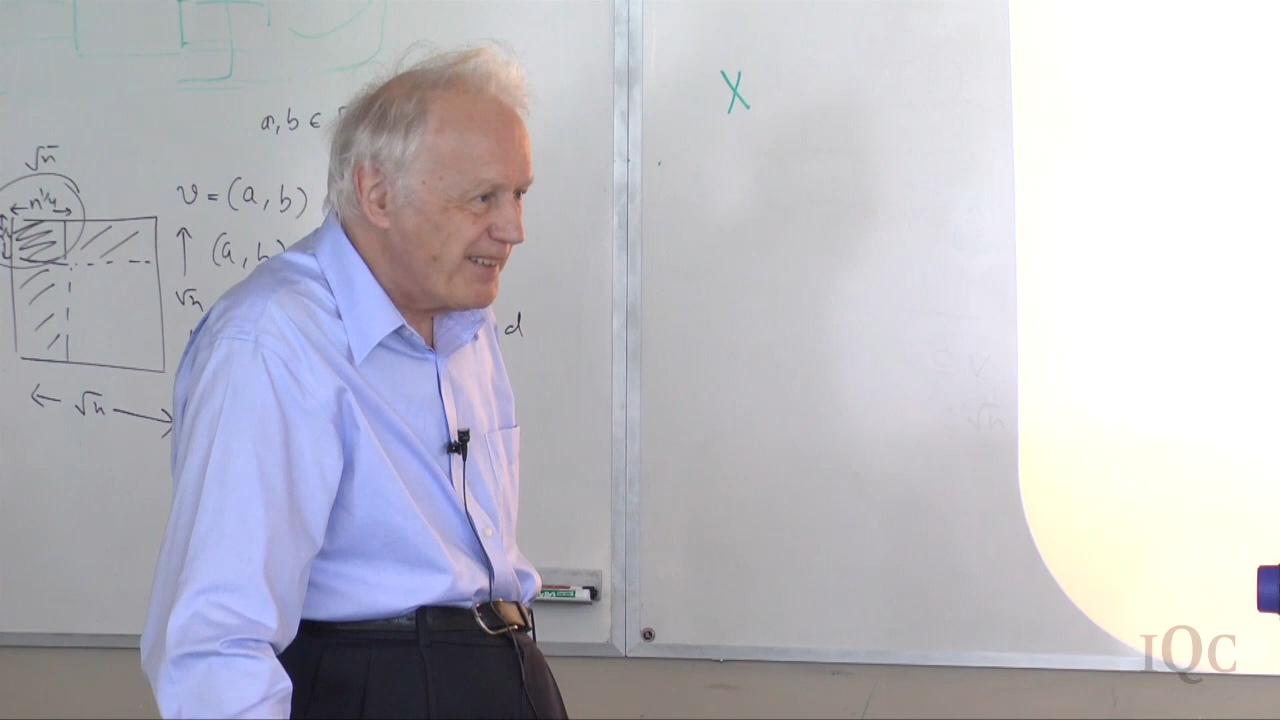 a, b ∈
√n
n^1/4
v = (a, b)
(a, b)
√n
d
√n
X
IQC